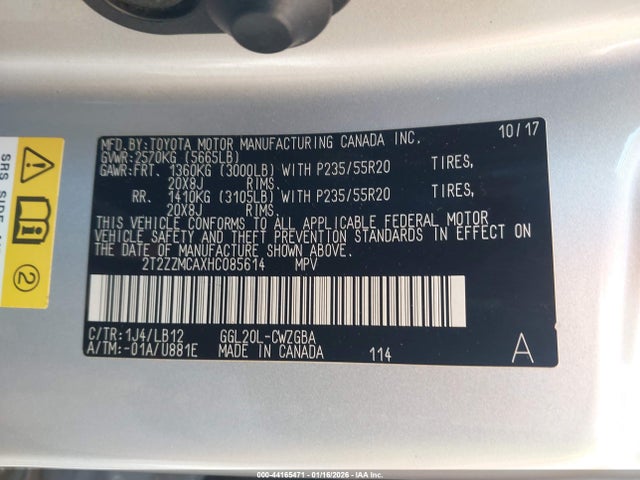 MFD.BY:TOYOTA MOTOR MANUFACTURING CANADA INC. 10/17
GVWR:2570KG (5665LB)
GAWR:FRT. 1360KG (3000LB) WITH P235/55R20 TIRES,
20X8J RIMS.
RR. 1410KG (3105LB) WITH P235/55R20 TIRES,
20X8J RIMS.
THIS VEHICLE CONFORMS TO ALL APPLICABLE FEDERAL MOTOR
VEHICLE SAFETY AND THEFT PREVENTION STANDARDS IN EFFECT ON
THE DATE OF MANUFACTURE SHOWN ABOVE.
2T2ZZMCAXHC085614 MPV
C/TR:1J4/LB12 GGL20L-CWZGBA
A/TM:-01A/U881E MADE IN CANADA 114 A
SRS SIDE
2
000-44165471 - 01/16/2026 - IAA Inc.